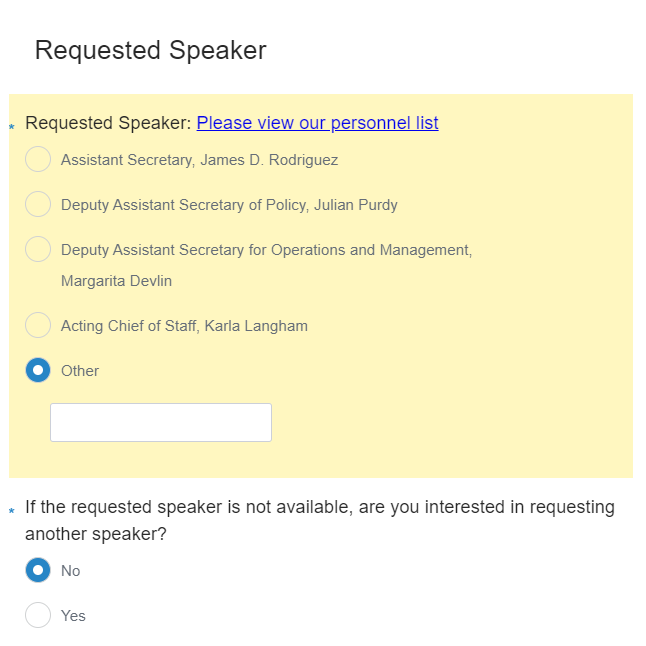 Requested Speaker
* Requested Speaker: Please view our personnel list
Assistant Secretary, James D. Rodriguez
Deputy Assistant Secretary of Policy, Julian Purdy
Deputy Assistant Secretary for Operations and Management,
Margarita Devlin
Acting Chief of Staff, Karla Langham
Other
* If the requested speaker is not available, are you interested in requesting
another speaker?
No
Yes